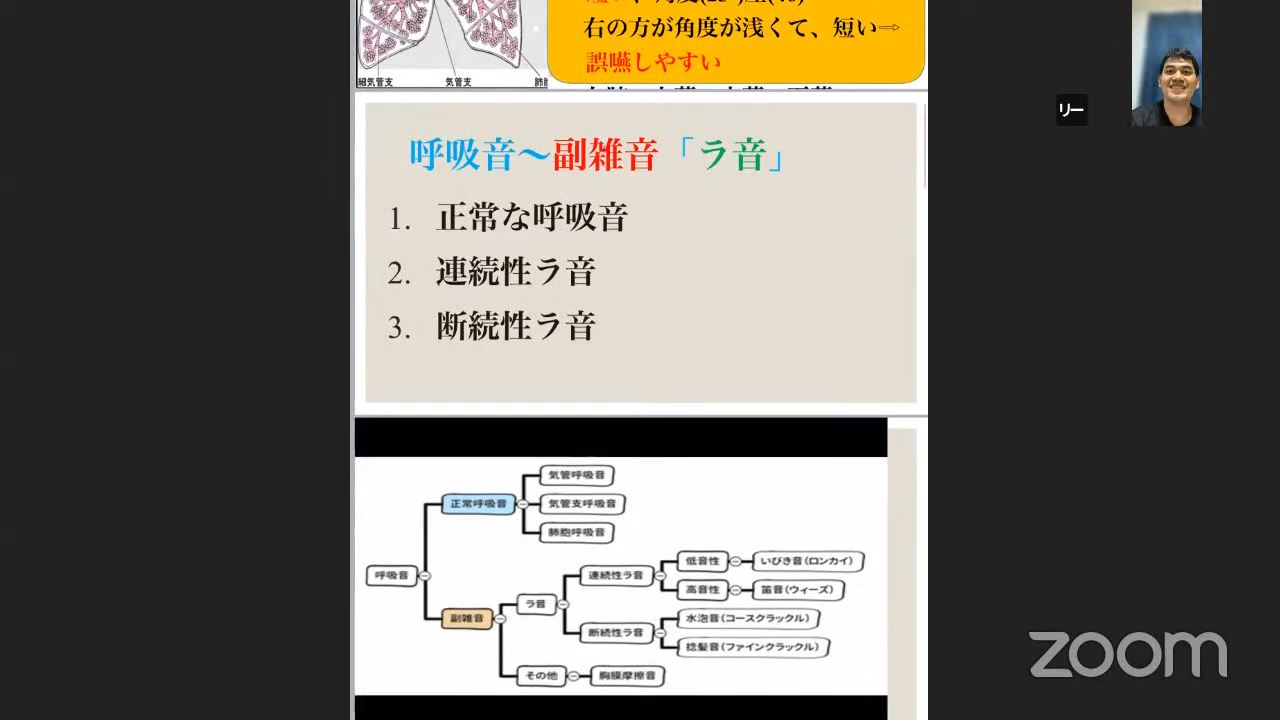 右の方が角度が浅くて、短い⇨
誤嚥しやすい
細気管支
気管支
リー
呼吸音～副雑音「ラ音」
1. 正常な呼吸音
2. 連続性ラ音
3. 断続性ラ音
気管呼吸音
正常呼吸音
気管支呼吸音
肺胞呼吸音
呼吸音
副雑音
ラ音
連続性ラ音
低音性
いびき音(ロンカイ)
高音性
笛音(ウィーズ)
断続性ラ音
水泡音(コースクラックル)
捻髪音(ファインクラックル)
その他
胸膜摩擦音
zoom